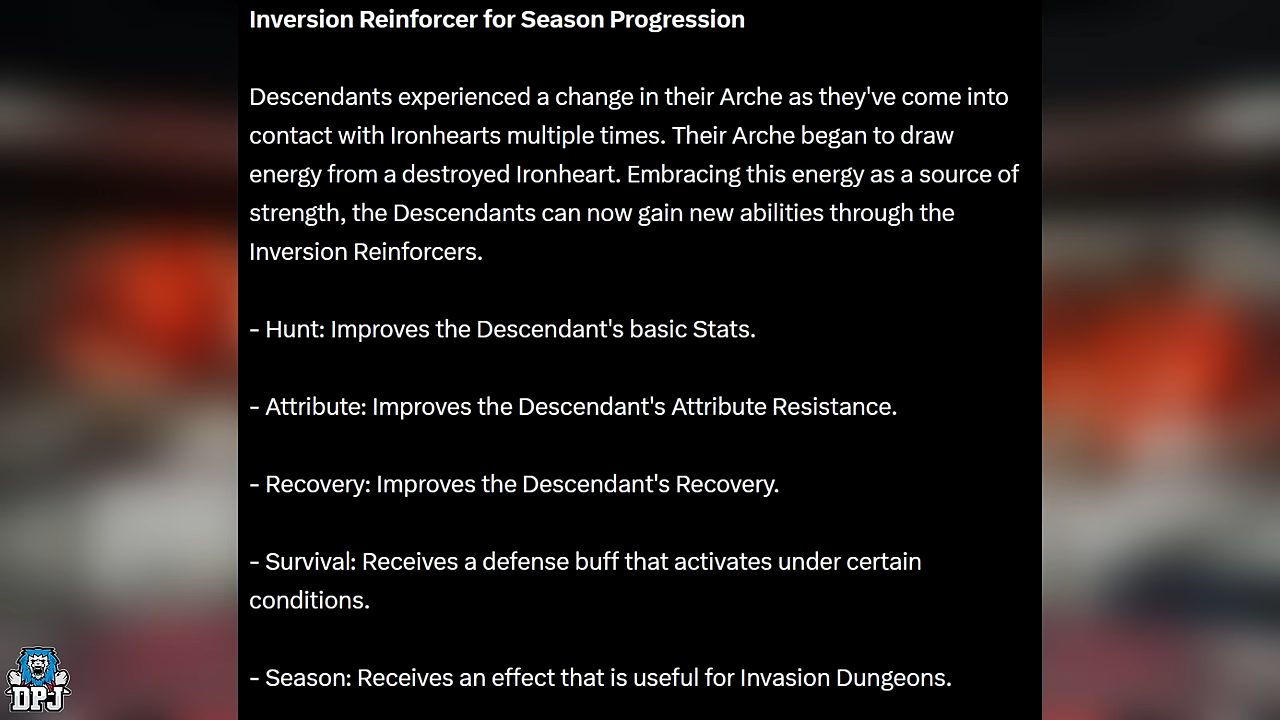 Inversion Reinforcer for Season Progression
Descendants experienced a change in their Arche as they've come into
contact with Ironhearts multiple times. Their Arche began to draw
energy from a destroyed Ironheart. Embracing this energy as a source of
strength, the Descendants can now gain new abilities through the
Inversion Reinforcers.
- Hunt: Improves the Descendant's basic Stats.
- Attribute: Improves the Descendant's Attribute Resistance.
- Recovery: Improves the Descendant's Recovery.
- Survival: Receives a defense buff that activates under certain
conditions.
- Season: Receives an effect that is useful for Invasion Dungeons.
DPJ